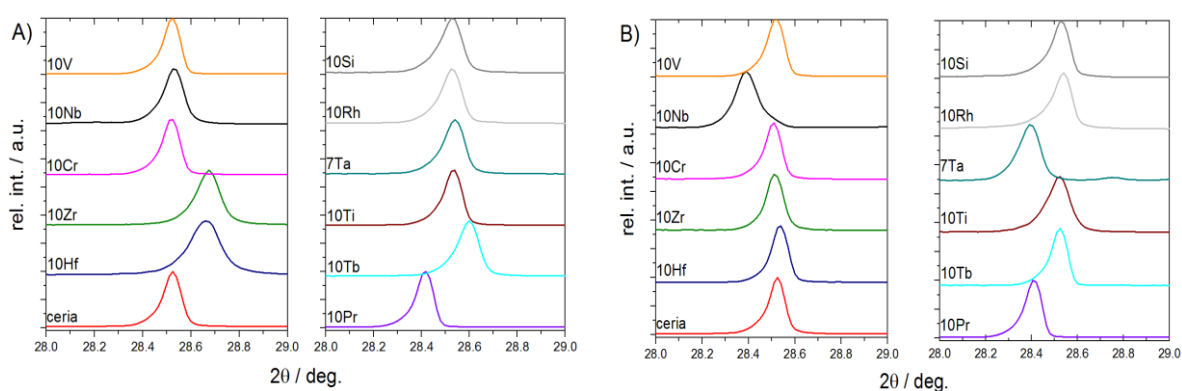 A)
rel. int. / a.u.
10V
10Nb
10Cr
10Zr
10Hf
ceria
28.0 28.2 28.4 28.6 28.8 29.0
10Si
10Rh
7Ta
10Ti
10Tb
10Pr
28.0 28.2 28.4 28.6 28.8 29.0
2θ / deg.
B)
rel. int. / a.u.
10V
10Nb
10Cr
10Zr
10Hf
ceria
28.0 28.2 28.4 28.6 28.8 29.0
10Si
10Rh
7Ta
10Ti
10Tb
10Pr
28.0 28.2 28.4 28.6 28.8 29.0
2θ / deg.